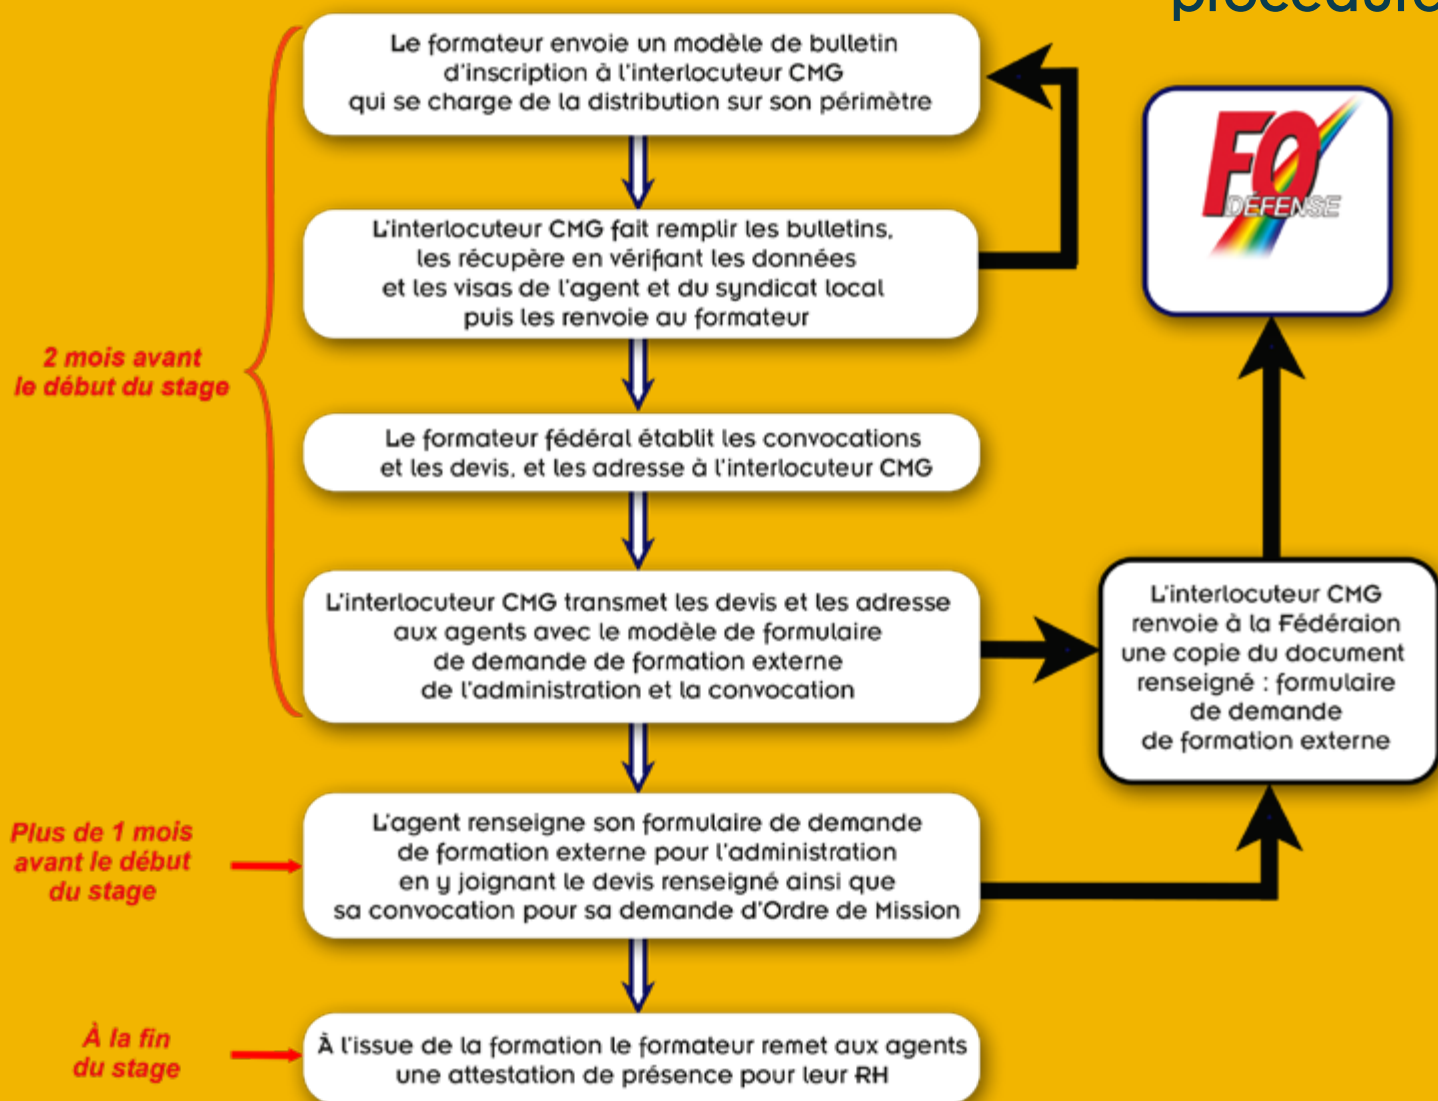 procédure
Le formateur envoie un modèle de bulletin
d'inscription à l'interlocuteur CMG
qui se charge de la distribution sur son périmètre
FO
DÉFENSE
L'interlocuteur CMG fait remplir les bulletins,
les récupère en vérifiant les données
et les visas de l'agent et du syndicat local
puis les renvoie au formateur
2 mois avant
le début du stage
Le formateur fédéral établit les convocations
et les devis, et les adresse à l'interlocuteur CMG
L'interlocuteur CMG transmet les devis et les adresse
aux agents avec le modèle de formulaire
de demande de formation externe
de l'administration et la convocation
L'interlocuteur CMG
renvoie à la Fédéraion
une copie du document
renseigné : formulaire
de demande
de formation externe
Plus de 1 mois
avant le début
du stage
L'agent renseigne son formulaire de demande
de formation externe pour l'administration
en y joignant le devis renseigné ainsi que
sa convocation pour sa demande d'Ordre de Mission
À la fin
du stage
À l'issue de la formation le formateur remet aux agents
une attestation de présence pour leur RH